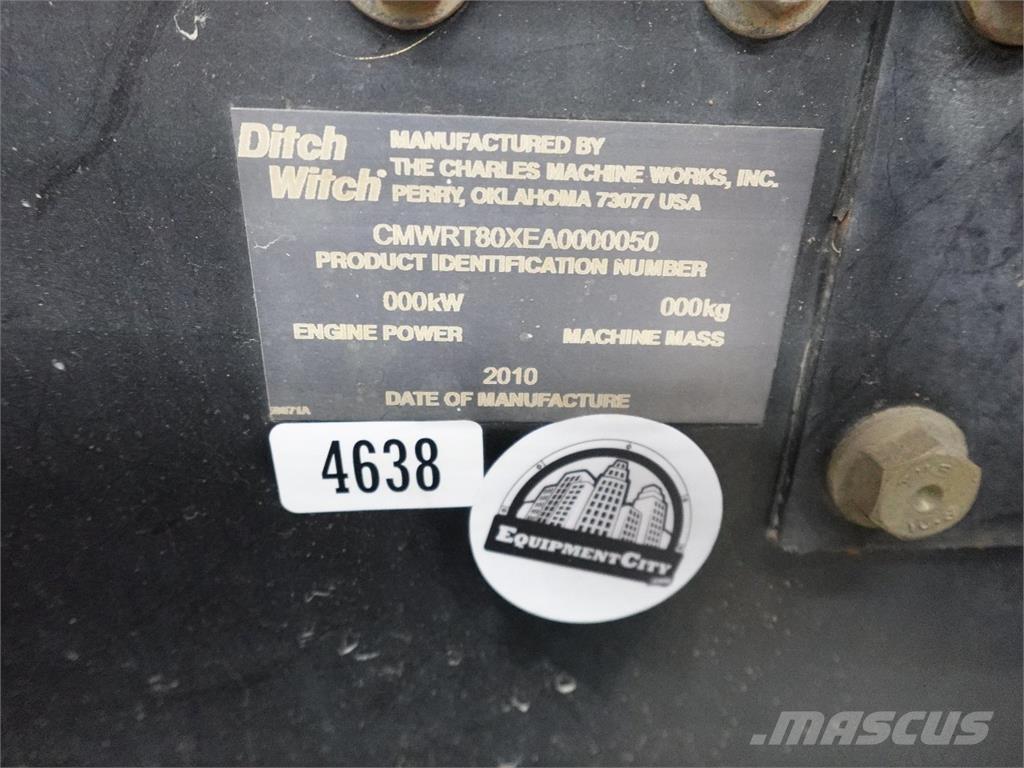 Ditch
Witch®
MANUFACTURED BY
THE CHARLES MACHINE WORKS, INC.
PERRY, OKLAHOMA 73077 USA
CMWRT80XEA0000050
PRODUCT IDENTIFICATION NUMBER
000kW
000kg
ENGINE POWER
MACHINE MASS
2010
DATE OF MANUFACTURE
4638
EQUIPMENTCITY
.com
MASCUS